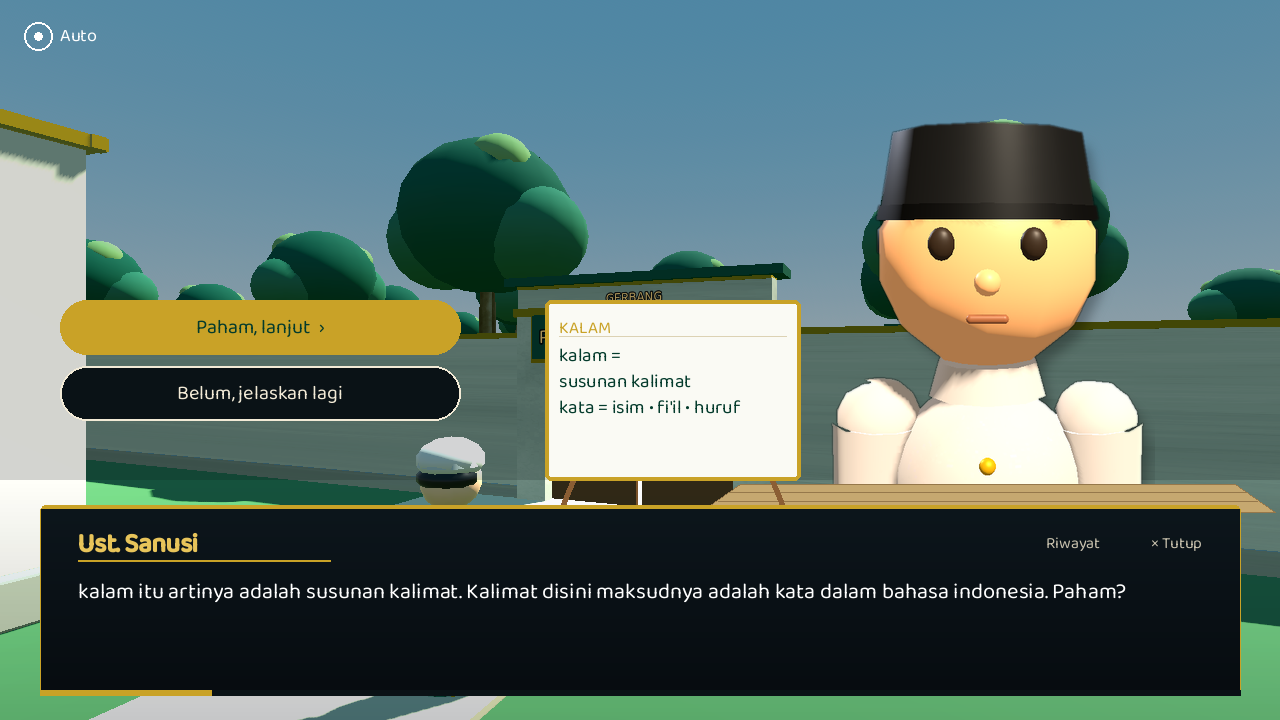 Auto
GERBANG
Paham, lanjut ›
KALAM
kalam =
susunan kalimat
kata = isim • fi'il • huruf
Belum, jelaskan lagi
Ust. Sanusi
Riwayat
× Tutup
kalam itu artinya adalah susunan kalimat. Kalimat disini maksudnya adalah kata dalam bahasa indonesia. Paham?